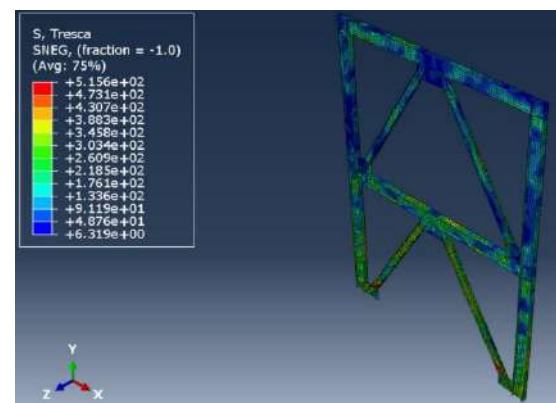 S, Tresca
SNEG, (fraction = -1.0)
(Avg: 75%)
+5.156e+02
+4.731e+02
+4.307e+02
+3.883e+02
+3.458e+02
+3.034e+02
+2.609e+02
+2.185e+02
+1.761e+02
+1.336e+02
+9.119e+01
+4.876e+01
+6.319e+00
Y
Z
X